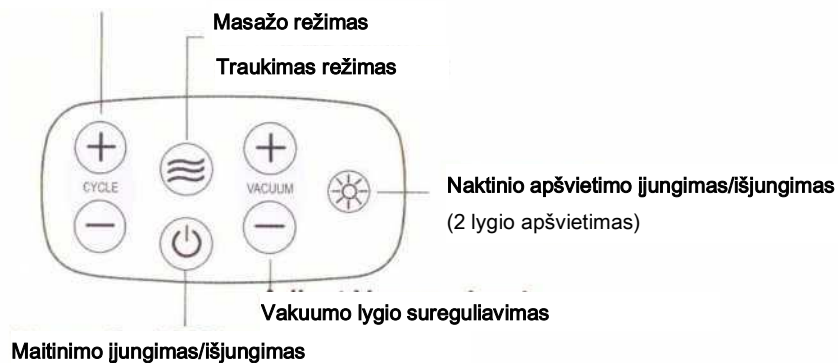 Masažo režimas
Traukimas režimas
CYCLE
VACUUM
Naktinio apšvietimo įjungimas/išjungimas
(2 lygio apšvietimas)
Vakuumo lygio sureguliavimas
Maitinimo įjungimas/išjungimas